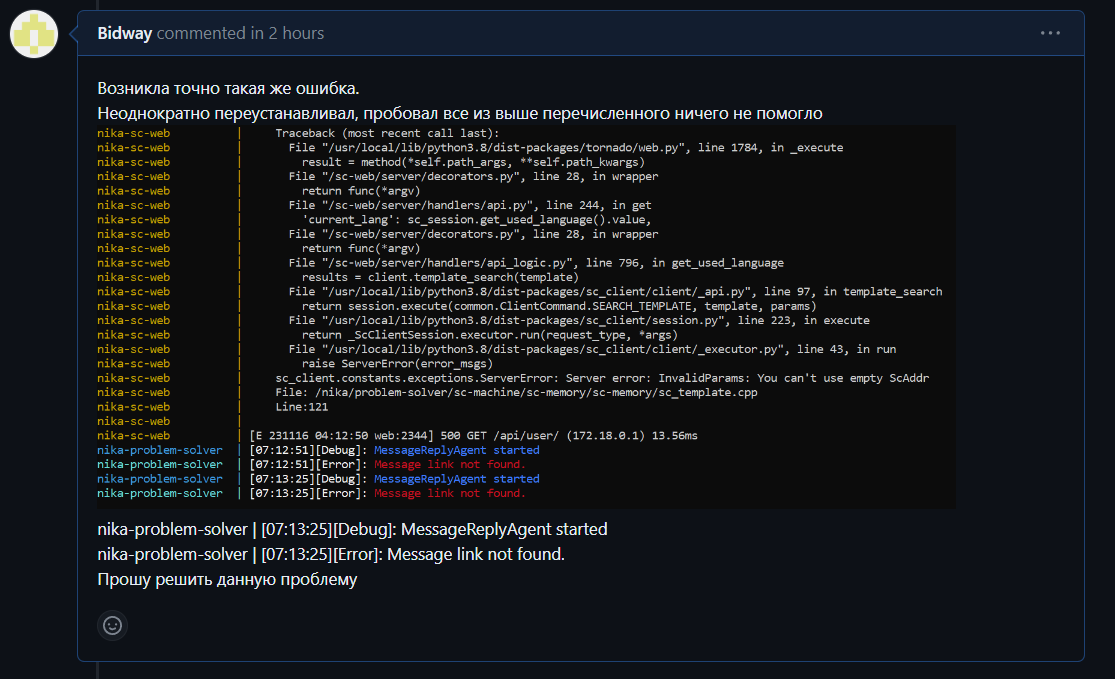 Bidway commented in 2 hours
Возникла точно такая же ошибка.
Неоднократно переустанавливал, пробовал все из выше перечисленного ничего не помогло
nika-sc-web | Traceback (most recent call last):
nika-sc-web | File "/usr/local/lib/python3.8/dist-packages/tornado/web.py", line 1784, in _execute
nika-sc-web | result = method(*self.path_args, **self.path_kwargs)
nika-sc-web | File "/sc-web/server/decorators.py", line 28, in wrapper
nika-sc-web | return func(*argv)
nika-sc-web | File "/sc-web/server/handlers/api.py", line 244, in get
nika-sc-web | 'current_lang': sc_session.get_used_language().value,
nika-sc-web | File "/sc-web/server/decorators.py", line 28, in wrapper
nika-sc-web | return func(*argv)
nika-sc-web | File "/sc-web/server/handlers/api_logic.py", line 796, in get_used_language
nika-sc-web | results = client.template_search(template)
nika-sc-web | File "/usr/local/lib/python3.8/dist-packages/sc_client/client/_api.py", line 97, in template_search
nika-sc-web | return session.execute(common.ClientCommand.SEARCH_TEMPLATE, template, params)
nika-sc-web | File "/usr/local/lib/python3.8/dist-packages/sc_client/session.py", line 223, in execute
nika-sc-web | return _ScClientSession.executor.run(request_type, *args)
nika-sc-web | File "/usr/local/lib/python3.8/dist-packages/sc_client/client/_executor.py", line 43, in run
nika-sc-web | raise ServerError(error_msgs)
nika-sc-web | sc_client.constants.exceptions.ServerError: Server error: InvalidParams: You can't use empty ScAddr
nika-sc-web | File: /nika/problem-solver/sc-machine/sc-memory/sc-memory/sc_template.cpp
nika-sc-web | Line:121
nika-sc-web |
nika-sc-web | [E 231116 04:12:50 web:2344] 500 GET /api/user/ (172.18.0.1) 13.56ms
nika-problem-solver | [07:12:51][Debug]: MessageReplyAgent started
nika-problem-solver | [07:12:51][Error]: Message link not found.
nika-problem-solver | [07:13:25][Debug]: MessageReplyAgent started
nika-problem-solver | [07:13:25][Error]: Message link not found.
nika-problem-solver | [07:13:25][Debug]: MessageReplyAgent started
nika-problem-solver | [07:13:25][Error]: Message link not found.
Прошу решить данную проблему